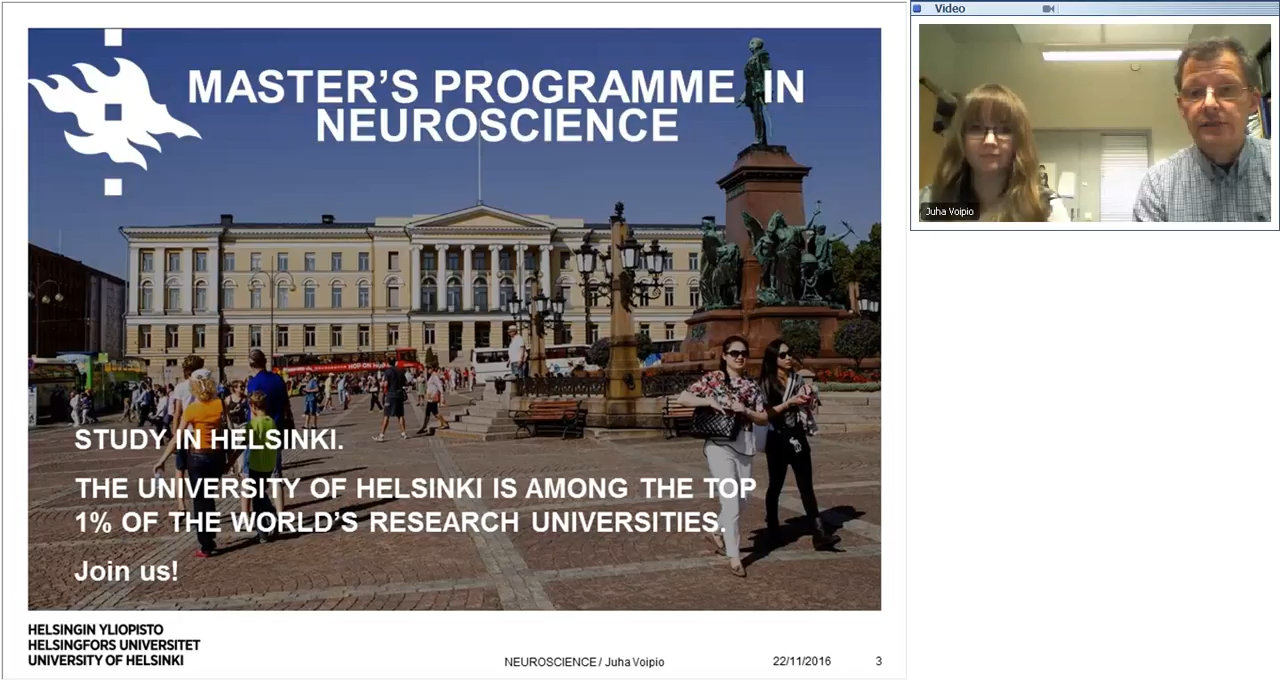 MASTER'S PROGRAMME IN
NEUROSCIENCE
STUDY IN HELSINKI.
THE UNIVERSITY OF HELSINKI IS AMONG THE TOP
1% OF THE WORLD'S RESEARCH UNIVERSITIES.
Join us!
HELSINGIN YLIOPISTO
HELSINGFORS UNIVERSITET
UNIVERSITY OF HELSINKI
NEUROSCIENCE / Juha Voipio
22/11/2016
3
Video
Juha Voipio